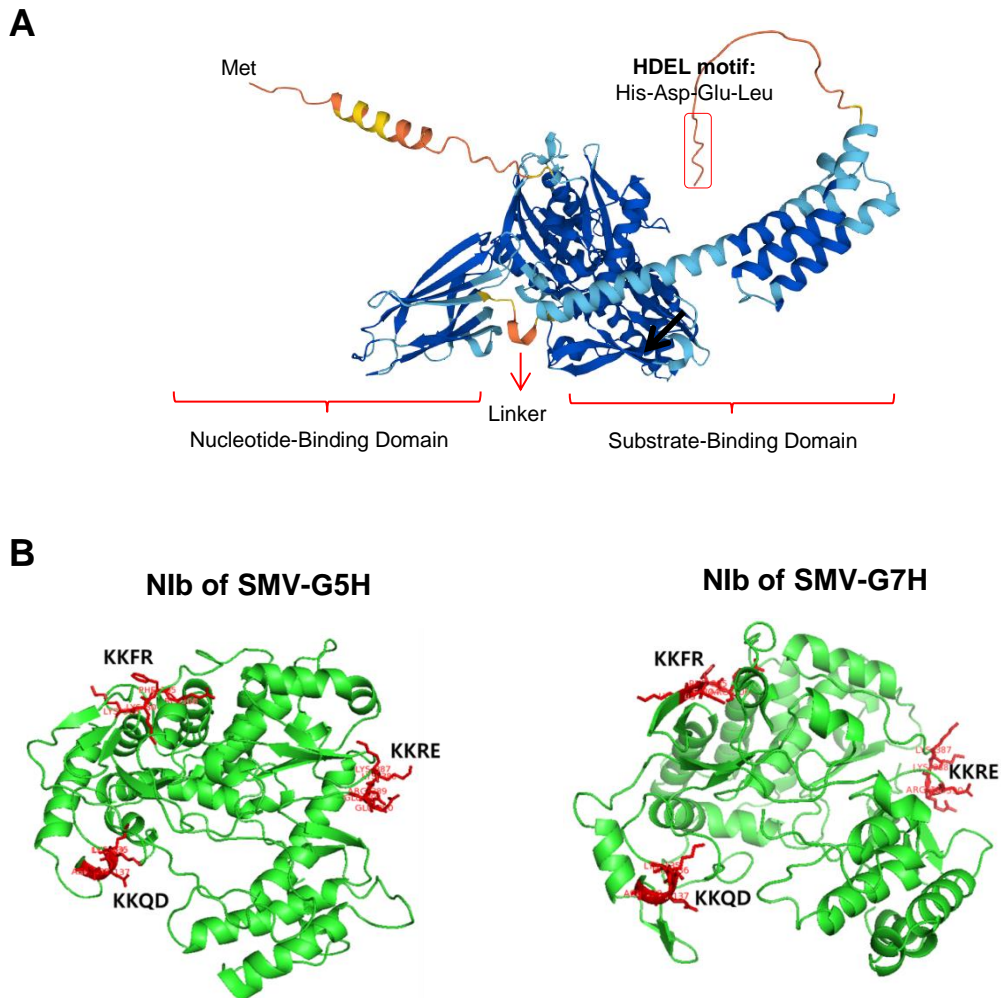 A
Met
HDEL motif:
His-Asp-Glu-Leu
Linker
Nucleotide-Binding Domain
Substrate-Binding Domain
B
NIb of SMV-G5H
NIb of SMV-G7H
KKFR
KKRE
KKQD
KKFR
KKRE
KKQD